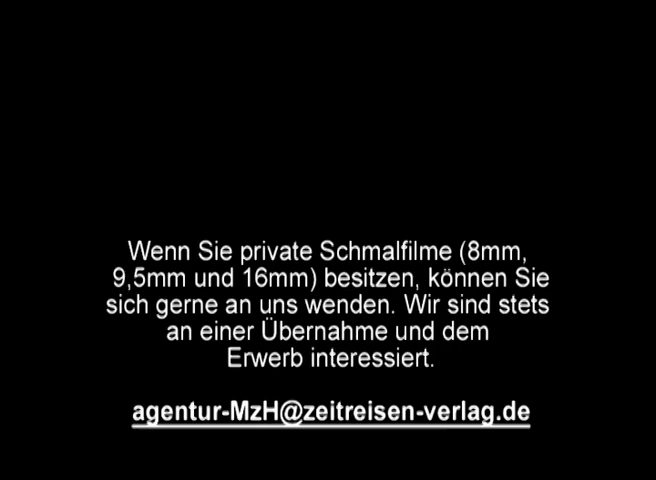 Wenn Sie private Schmalfilme (8mm,
9,5mm und 16mm) besitzen, können Sie
sich gerne an uns wenden. Wir sind stets
an einer Übernahme und dem
Erwerb interessiert.
agentur-MzH@zeitreisen-verlag.de